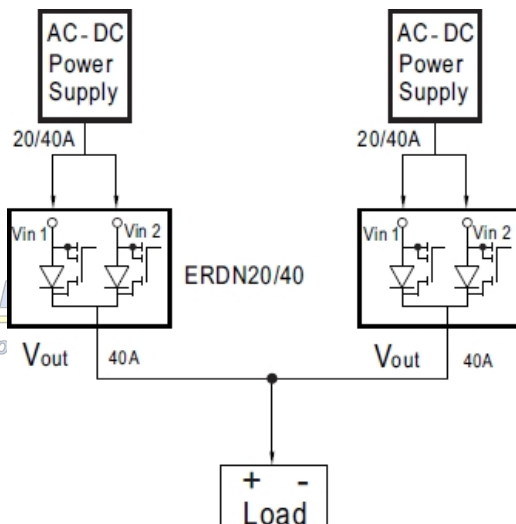 AC-DC
Power
Supply
AC-DC
Power
Supply
20/40A
20/40A
Vin 1
Vin 2
Vin 1
Vin 2
ERDN20/40
Vout
40A
Vout
40A
+ -
Load